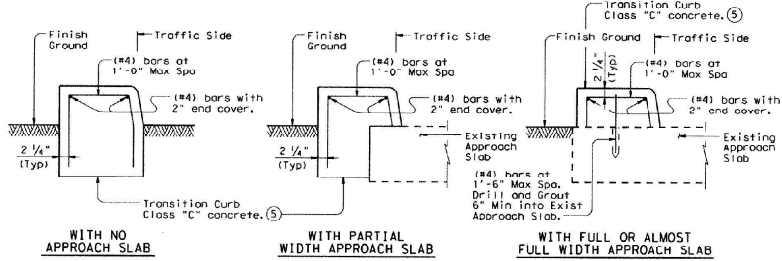 Finish
Ground
Traffic Side
(#4) bars at
1'-0" Max Spa
(#4) bars with
2" end cover.
2 ¼"
(Typ)
Transition Curb
Class "C" concrete. 5
WITH NO
APPROACH SLAB
Finish
Ground
Traffic Side
(#4) bars at
1'-0" Max Spa
(#4) bars with
2" end cover.
2 ¼"
(Typ)
Existing
Approach
Slab
WITH PARTIAL
WIDTH APPROACH SLAB
Transition Curb
Class "C" concrete. 5
Finish Ground
Traffic Side
2 ¼"
(Typ)
(#4) bars at
1'-0" Max Spa
(#4) bars with
2" end cover.
Existing
Approach
Slab
(#4) bars at
1'-6" Max Spa.
Drill and Grout
6" Min into Exist
Approach Slab.
WITH FULL OR ALMOST
FULL WIDTH APPROACH SLAB